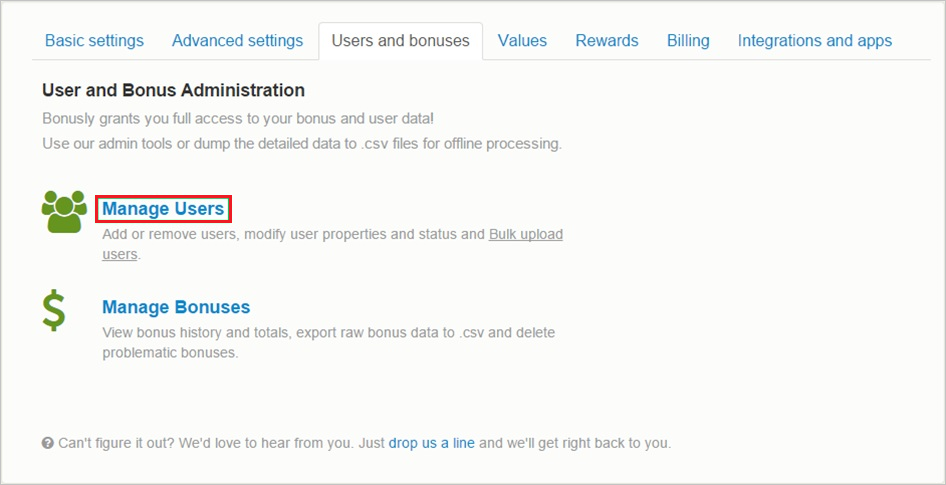 Basic settings Advanced settings Users and bonuses Values Rewards Billing Integrations and apps
User and Bonus Administration
Bonusly grants you full access to your bonus and user data!
Use our admin tools or dump the detailed data to .csv files for offline processing.
Manage Users
Add or remove users, modify user properties and status and Bulk upload
users.
$
Manage Bonuses
View bonus history and totals, export raw bonus data to .csv and delete
problematic bonuses.
? Can't figure it out? We'd love to hear from you. Just drop us a line and we'll get right back to you.